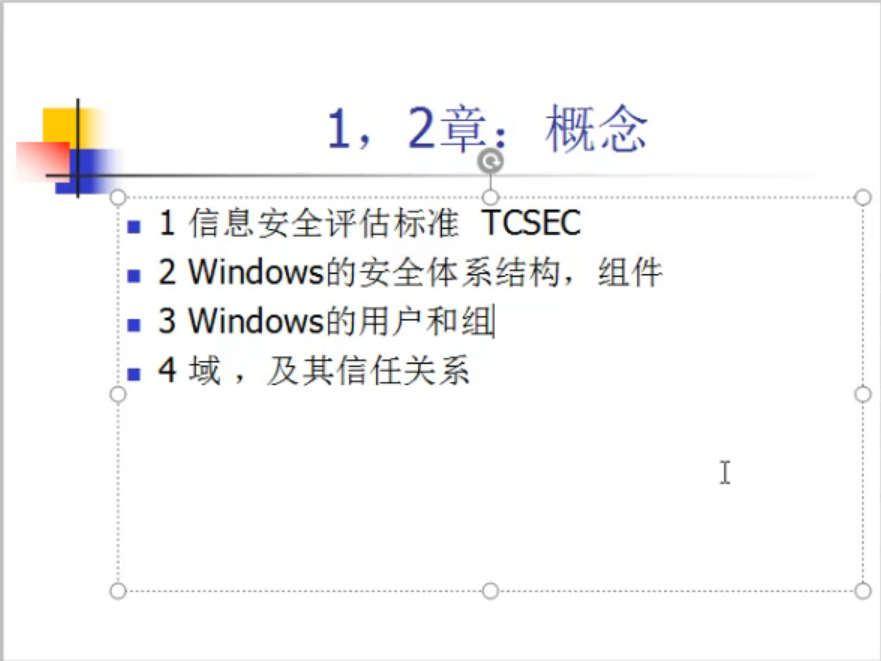 1，2章：概念
1 信息安全评估标准 TCSEC
2 Windows的安全体系结构，组件
3 Windows的用户和组
4 域 ，及其信任关系